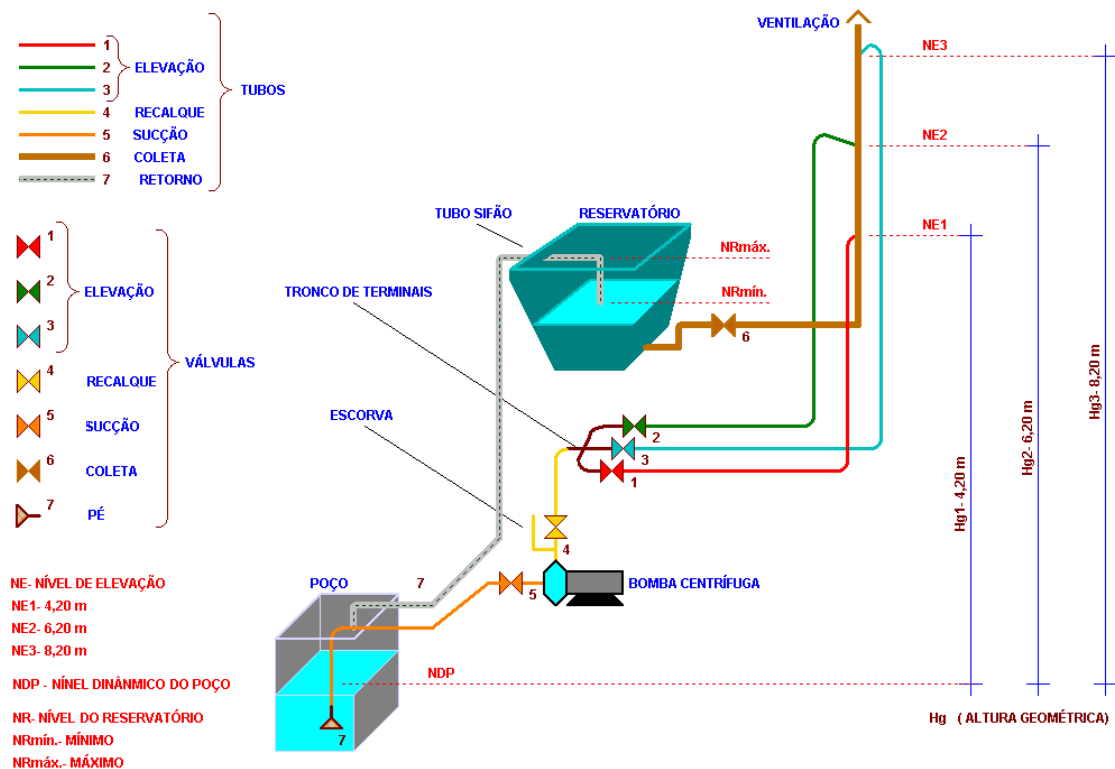 1
2
3
ELEVAÇÃO
4
RECALQUE
5
SUCÇÃO
6
COLETA
7
RETORNO
TUBOS
1
2
3
ELEVAÇÃO
4
RECALQUE
5
SUCÇÃO
6
COLETA
7
PÉ
VÁLVULAS
NE- NÍVEL DE ELEVAÇÃO
NE1- 4,20 m
NE2- 6,20 m
NE3- 8,20 m
NDP - NÍNEL DINÂNMICO DO POÇO
NR- NÍVEL DO RESERVATÓRIO
NRmín.- MÍNIMO
NRmáx.- MÁXIMO
VENTILAÇÃO
NE3
NE2
NE1
TUBO SIFÃO
RESERVATÓRIO
NRmáx.
NRmín.
TRONCO DE TERMINAIS
6
ESCORVA
2
3
1
4
5
BOMBA CENTRÍFUGA
POÇO
7
NDP
7
Hg1- 4,20 m
Hg2- 6,20 m
Hg3- 8,20 m
Hg ( ALTURA GEOMÉTRICA)